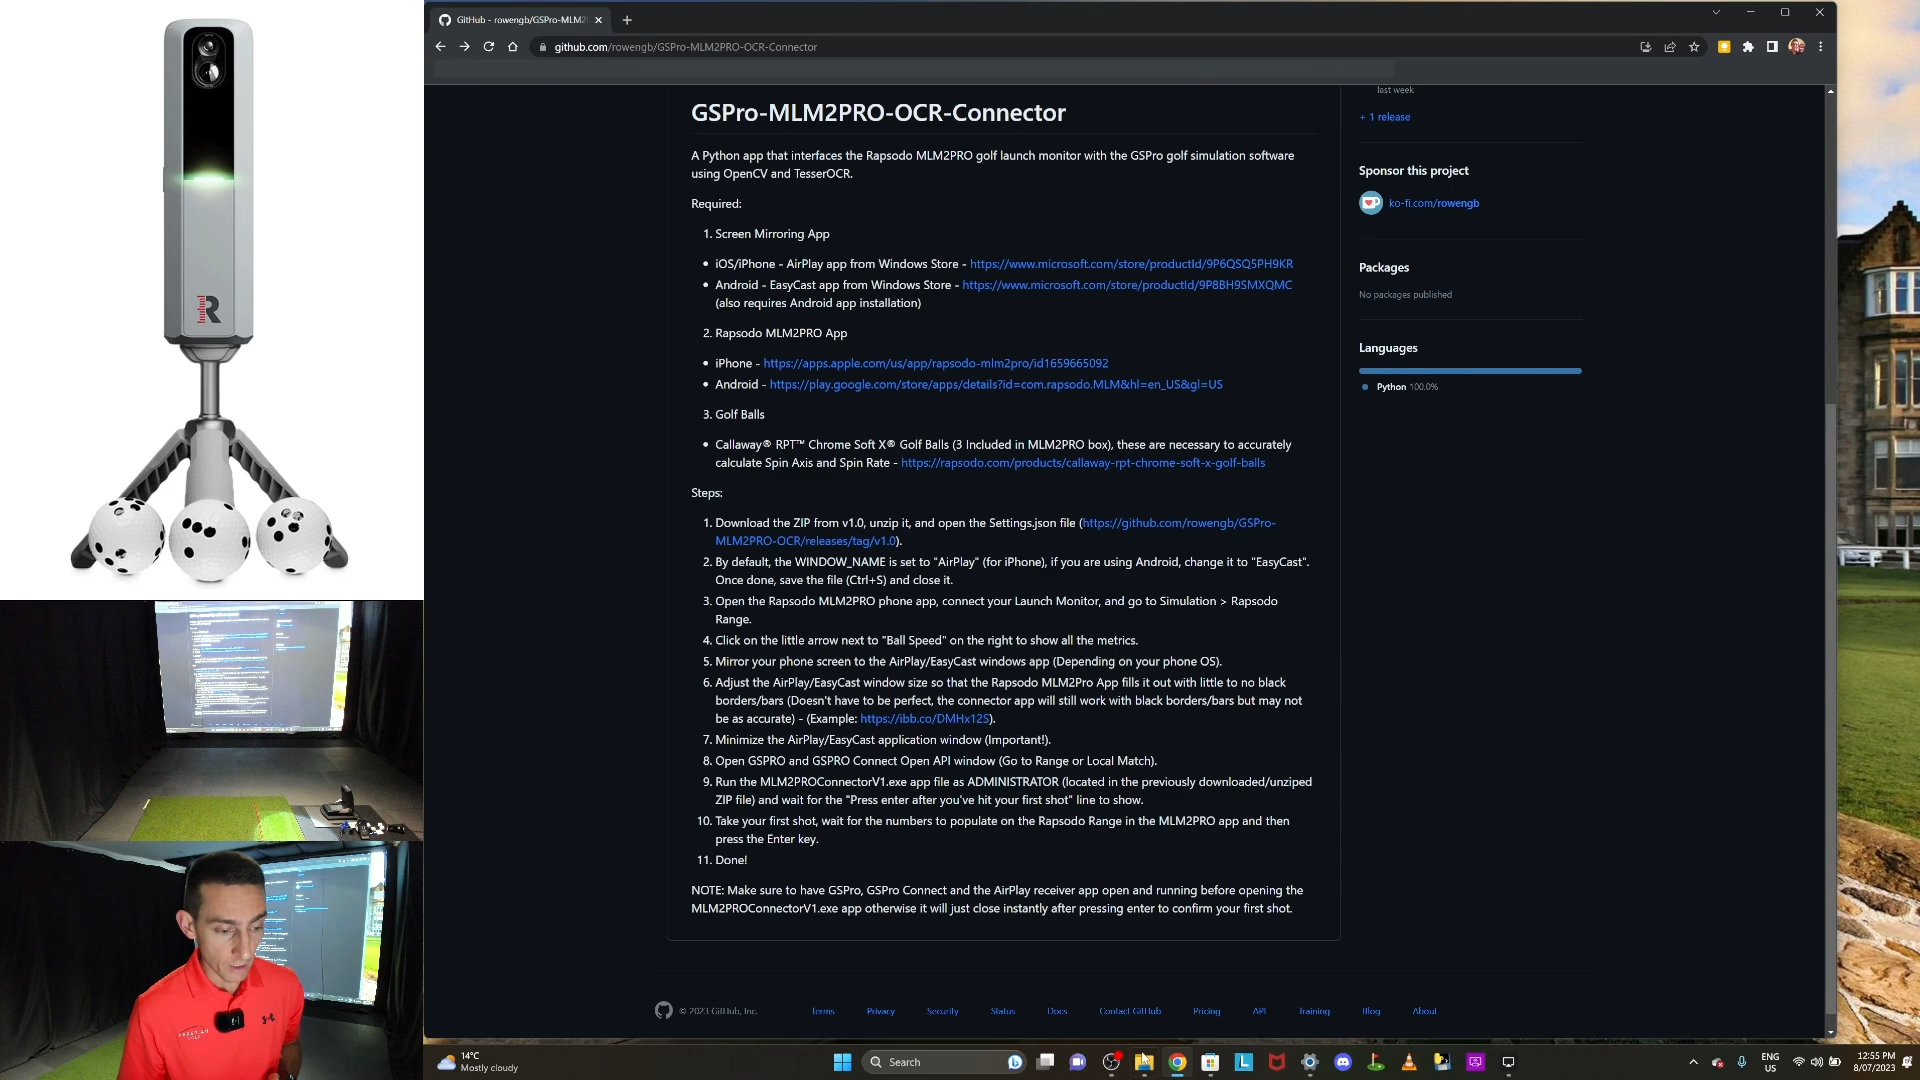 GitHub - rowengb/GSPro-MLM2
github.com/rowengb/GSPro-MLM2PRO-OCR-Connector
GSPro-MLM2PRO-OCR-Connector
A Python app that interfaces the Rapsodo MLM2PRO golf launch monitor with the GSPro golf simulation software
using OpenCV and TesserOCR.
Required:
1. Screen Mirroring App
• iOS/iPhone - AirPlay app from Windows Store - https://www.microsoft.com/store/productId/9P6QSQ5PH9KR
• Android - EasyCast app from Windows Store - https://www.microsoft.com/store/productId/9P8BH9SMXQMC
(also requires Android app installation)
2. Rapsodo MLM2PRO App
• iPhone - https://apps.apple.com/us/app/rapsodo-mlm2pro/id1659665092
• Android - https://play.google.com/store/apps/details?id=com.rapsodo.MLM&hl=en_US&gl=US
3. Golf Balls
• Callaway® RPT™ Chrome Soft X® Golf Balls (3 Included in MLM2PRO box), these are necessary to accurately
calculate Spin Axis and Spin Rate - https://rapsodo.com/products/callaway-rpt-chrome-soft-x-golf-balls
Steps:
1. Download the ZIP from v1.0, unzip it, and open the Settings.json file (https://github.com/rowengb/GSPro-
MLM2PRO-OCR/releases/tag/v1.0).
2. By default, the WINDOW_NAME is set to "AirPlay" (for iPhone), if you are using Android, change it to "EasyCast".
Once done, save the file (Ctrl+S) and close it.
3. Open the Rapsodo MLM2PRO phone app, connect your Launch Monitor, and go to Simulation > Rapsodo
Range.
4. Click on the little arrow next to "Ball Speed" on the right to show all the metrics.
5. Mirror your phone screen to the AirPlay/EasyCast windows app (Depending on your phone OS).
6. Adjust the AirPlay/EasyCast window size so that the Rapsodo MLM2Pro App fills it out with little to no black
borders/bars (Doesn't have to be perfect, the connector app will still work with black borders/bars but may not
be as accurate) - (Example: https://ibb.co/DMHx12S).
7. Minimize the AirPlay/EasyCast application window (Important!).
8. Open GSPRO and GSPRO Connect Open API window (Go to Range or Local Match).
9. Run the MLM2PROConnectorV1.exe app file as ADMINISTRATOR (located in the previously downloaded/unziped
ZIP file) and wait for the "Press enter after you've hit your first shot" line to show.
10. Take your first shot, wait for the numbers to populate on the Rapsodo Range in the MLM2PRO app and then
press the Enter key.
11. Done!
NOTE: Make sure to have GSPro, GSPro Connect and the AirPlay receiver app open and running before opening the
MLM2PROConnectorV1.exe app otherwise it will just close instantly after pressing enter to confirm your first shot.
last week
+ 1 release
Sponsor this project
ko-fi.com/rowengb
Packages
No packages published
Languages
Python 100.0%
© 2023 GitHub, Inc.
Terms
Privacy
Security
Status
Docs
Contact GitHub
Pricing
API
Training
Blog
About
14°C
Mostly cloudy
Search
ENG
US
12:55 PM
8/07/2023
R